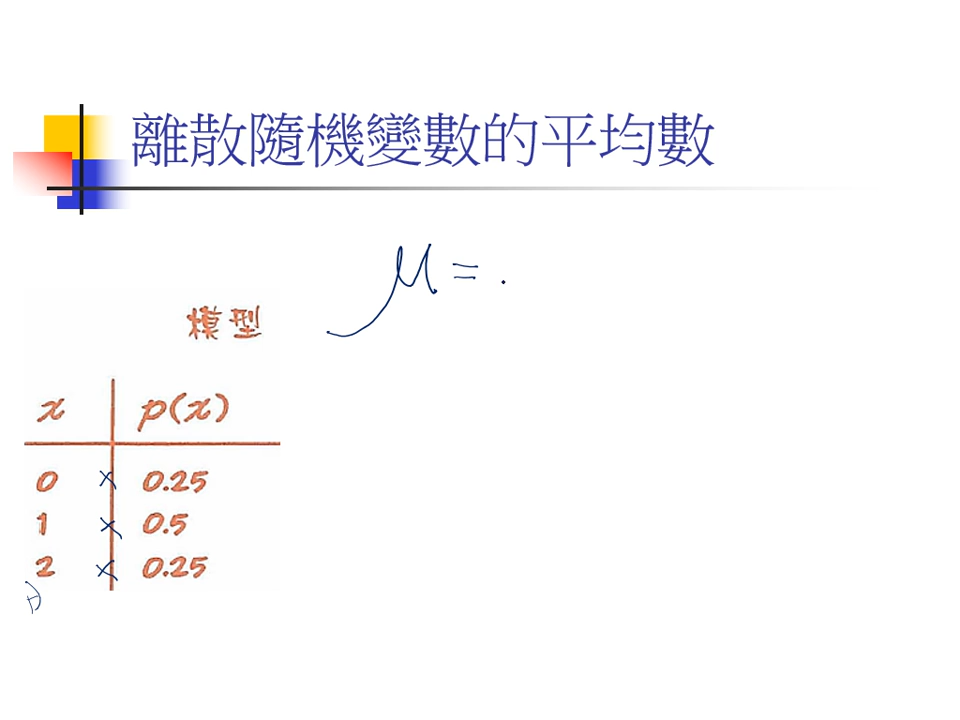 離散隨機變數的平均數
μ = .
模型
x p(x)
0 × 0.25
1 × 0.5
2 × 0.25